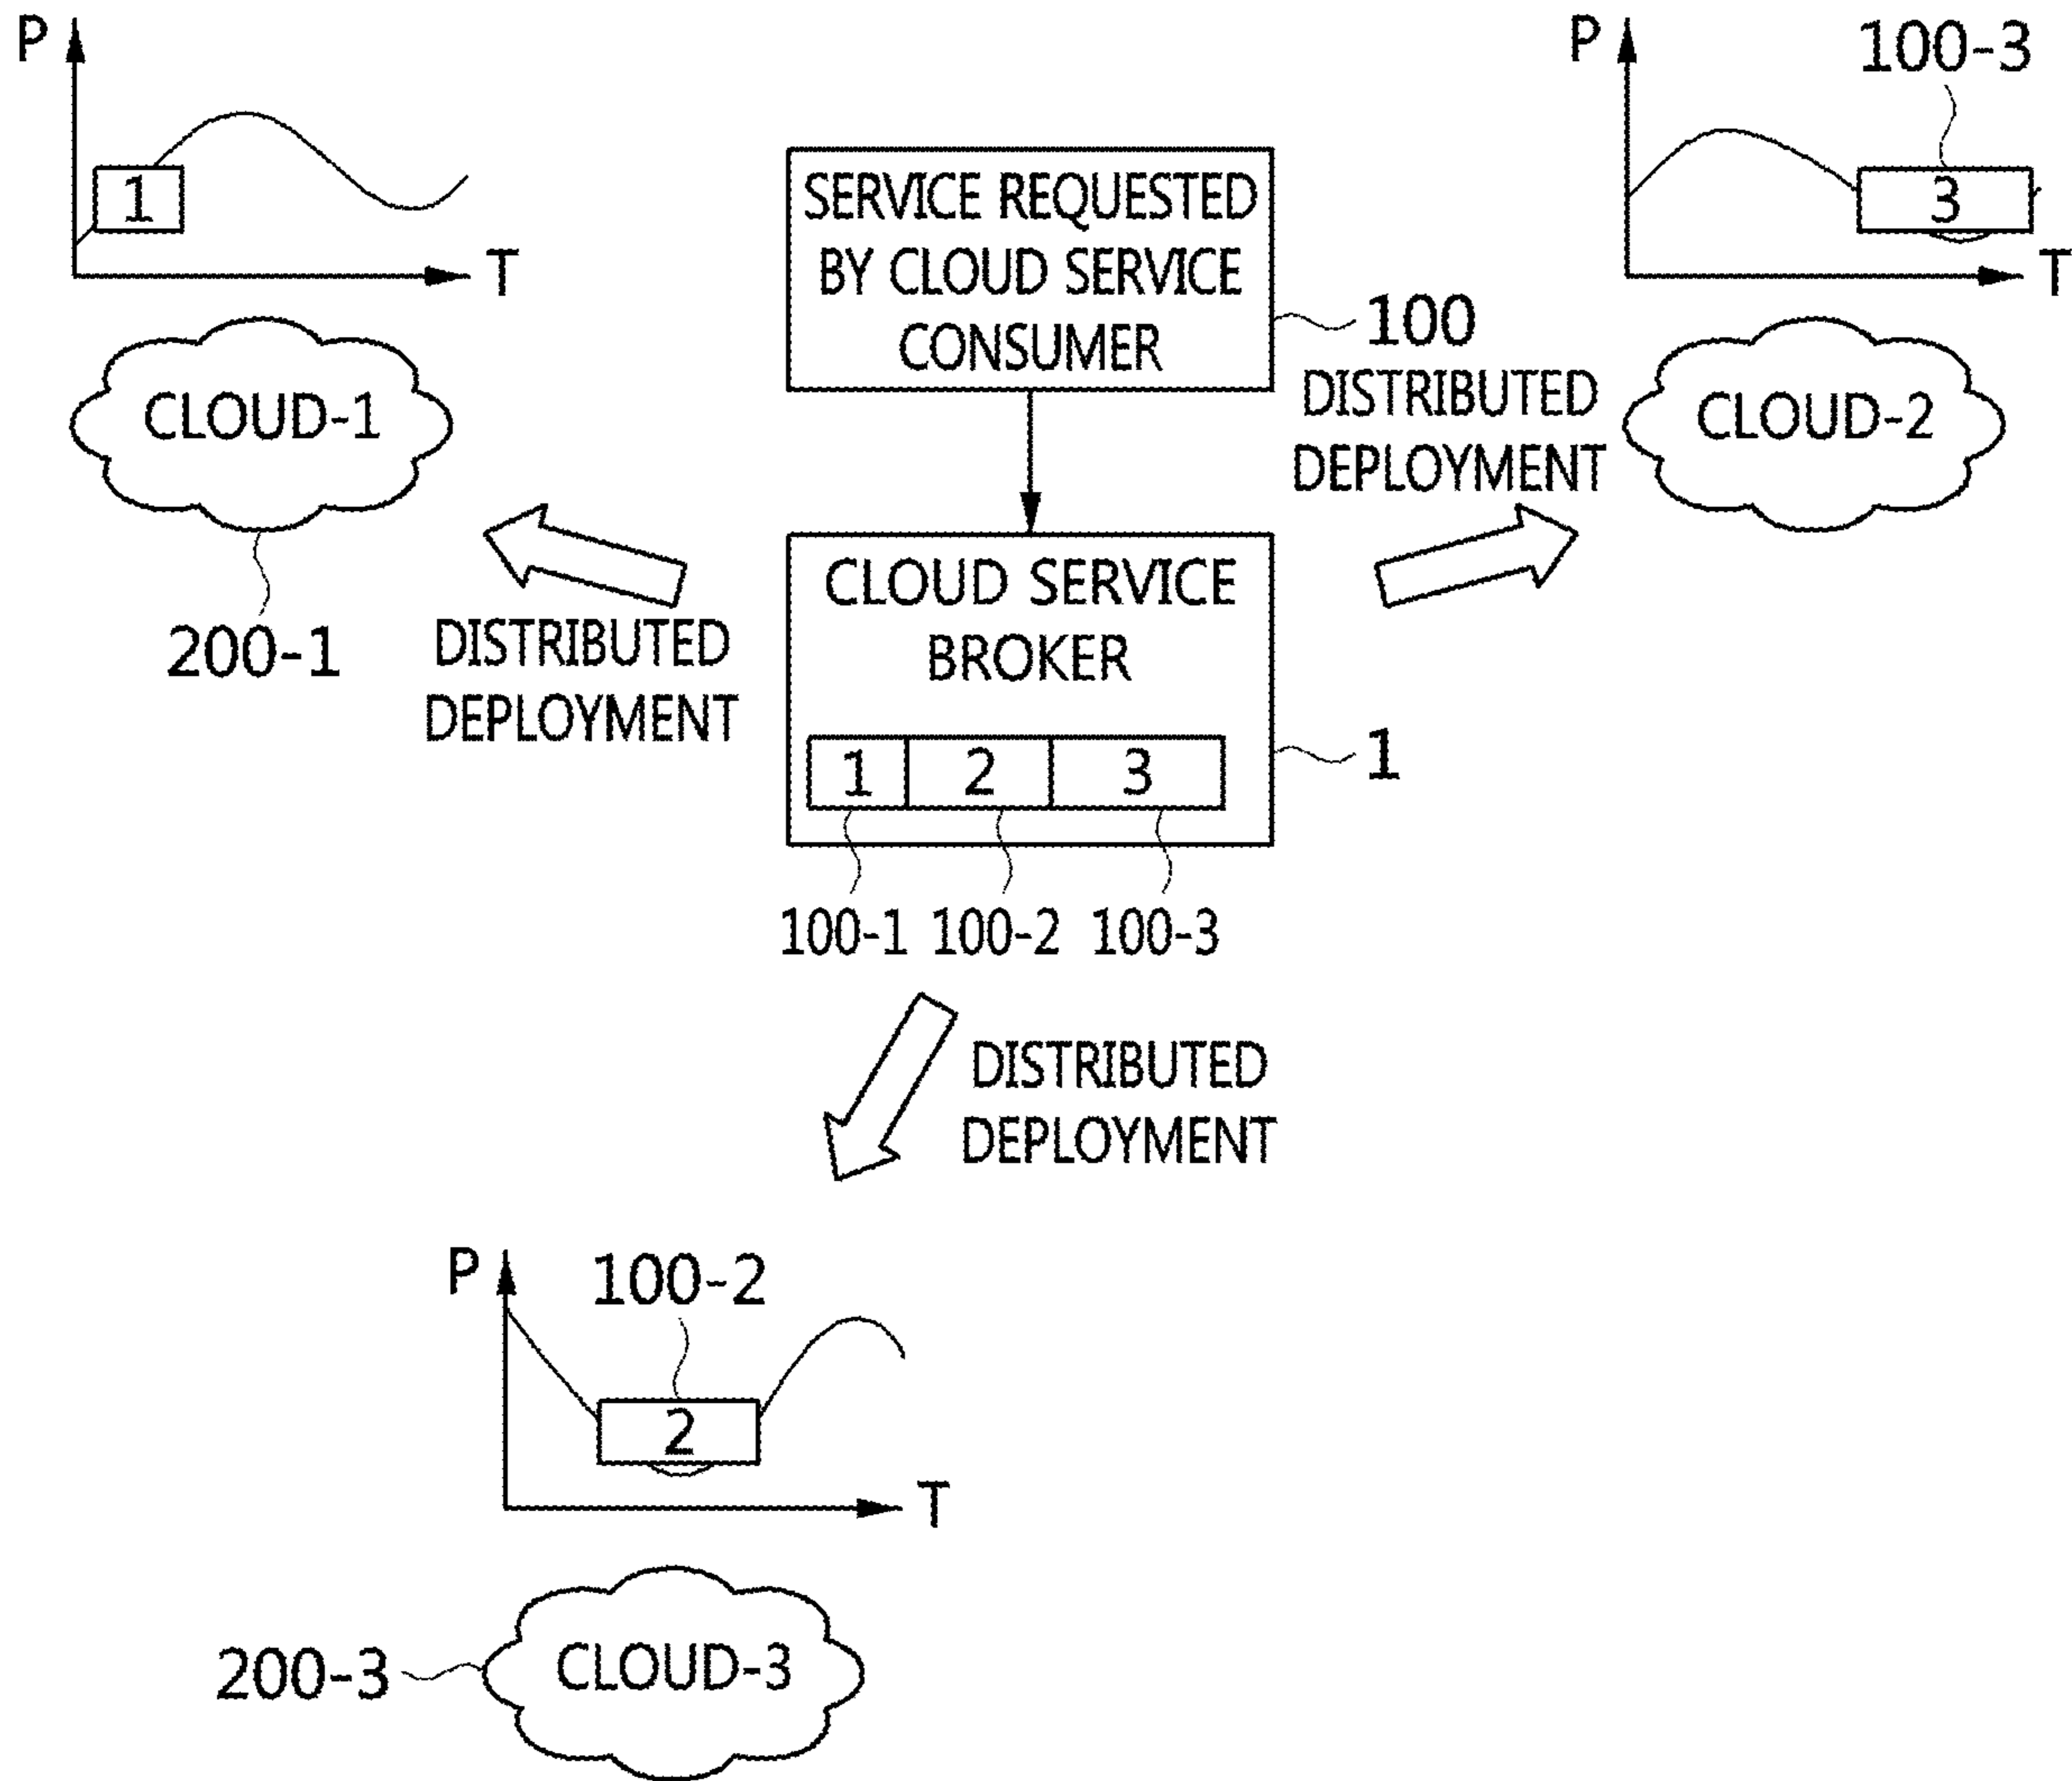 P
1
T
CLOUD-1
200-1
DISTRIBUTED
DEPLOYMENT
SERVICE REQUESTED
BY CLOUD SERVICE
CONSUMER
100
DISTRIBUTED
DEPLOYMENT
P
100-3
3
T
CLOUD-2
CLOUD SERVICE
BROKER
1 2 3
1
100-1 100-2 100-3
DISTRIBUTED
DEPLOYMENT
P
100-2
2
T
200-3
CLOUD-3